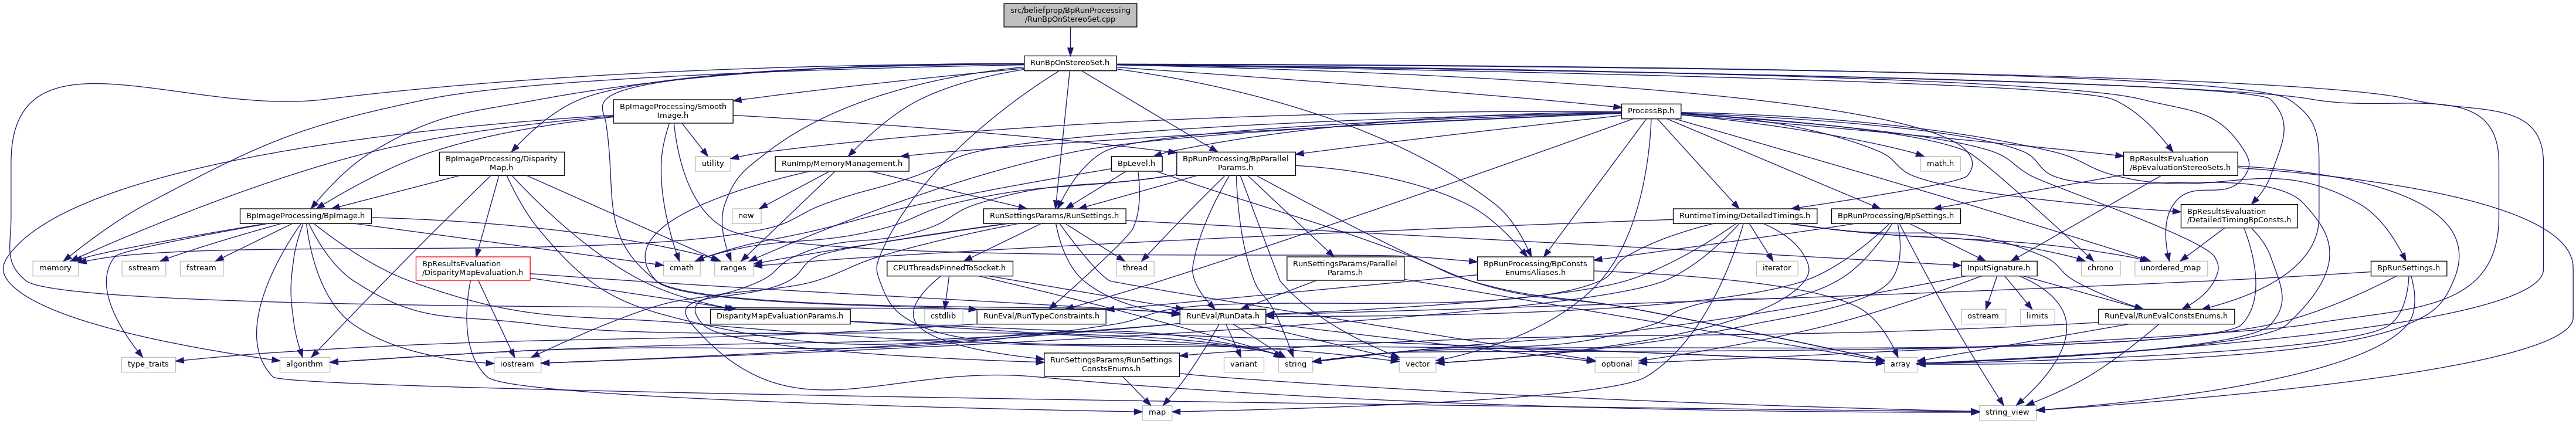 src/beliefprop/BpRunProcessing
/RunBpOnStereoSet.cpp
RunBpOnStereoSet.h
BpImageProcessing/Smooth
Image.h
ProcessBp.h
BpImageProcessing/Disparity
Map.h
utility
RunImp/MemoryManagement.h
BpLevel.h
BpRunProcessing/BpParallel
Params.h
math.h
BpResultsEvaluation
/BpEvaluationStereoSets.h
BpImageProcessing/BpImage.h
new
RunSettingsParams/RunSettings.h
RuntimeTiming/DetailedTimings.h
BpRunProcessing/BpSettings.h
BpResultsEvaluation
/DetailedTimingBpConsts.h
memory
sstream
fstream
BpResultsEvaluation
/DisparityMapEvaluation.h
cmath
ranges
CPUThreadsPinnedToSocket.h
thread
RunSettingsParams/Parallel
Params.h
BpRunProcessing/BpConsts
EnumsAliases.h
iterator
InputSignature.h
chrono
unordered_map
BpRunSettings.h
DisparityMapEvaluationParams.h
cstdlib
RunEval/RunTypeConstraints.h
RunEval/RunData.h
ostream
limits
RunEval/RunEvalConstsEnums.h
type_traits
algorithm
iostream
RunSettingsParams/RunSettings
ConstsEnums.h
variant
string
vector
optional
array
map
string_view